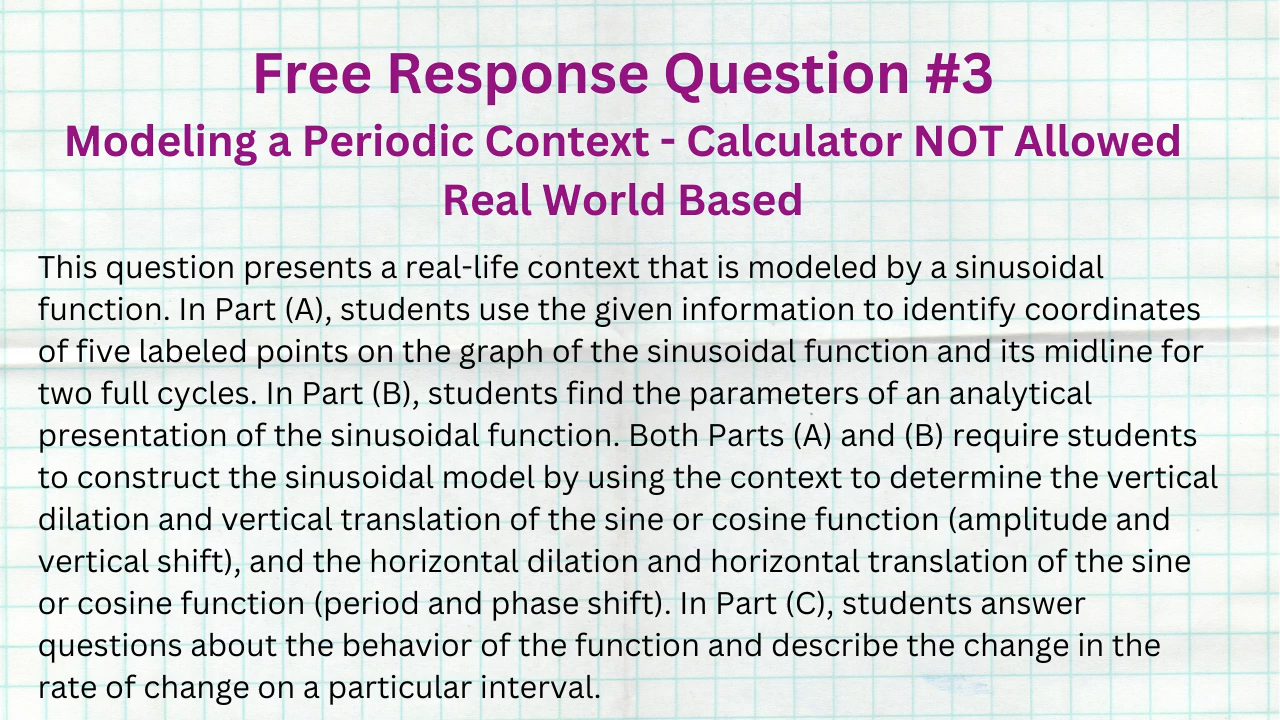 Free Response Question #3
Modeling a Periodic Context - Calculator NOT Allowed
Real World Based
This question presents a real-life context that is modeled by a sinusoidal
function. In Part (A), students use the given information to identify coordinates
of five labeled points on the graph of the sinusoidal function and its midline for
two full cycles. In Part (B), students find the parameters of an analytical
presentation of the sinusoidal function. Both Parts (A) and (B) require students
to construct the sinusoidal model by using the context to determine the vertical
dilation and vertical translation of the sine or cosine function (amplitude and
vertical shift), and the horizontal dilation and horizontal translation of the sine
or cosine function (period and phase shift). In Part (C), students answer
questions about the behavior of the function and describe the change in the
rate of change on a particular interval.